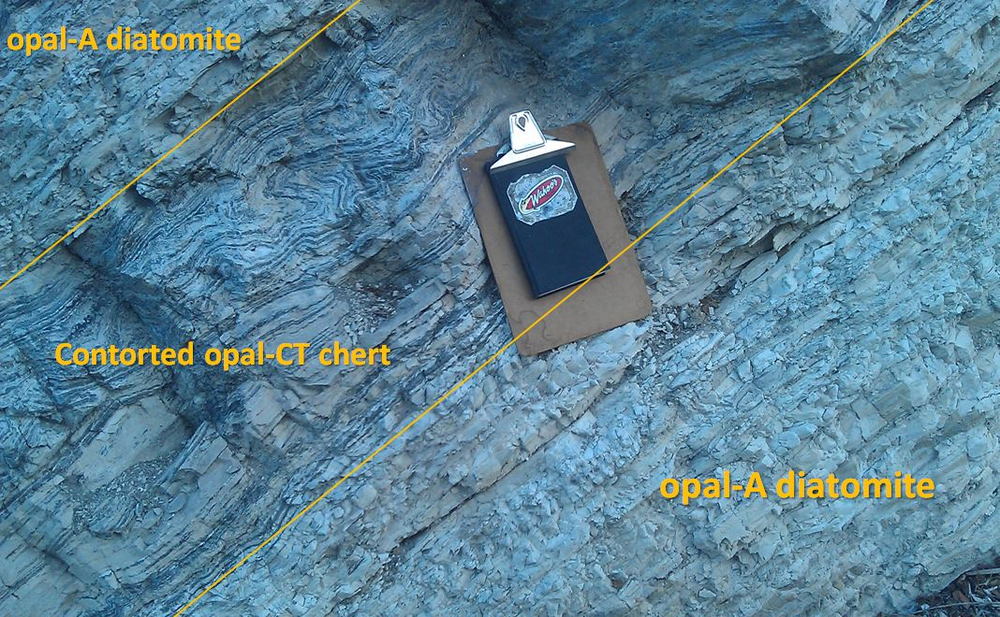 opal-A diatomite
Wahoo's
Contorted opal-CT chert
opal-A diatomite